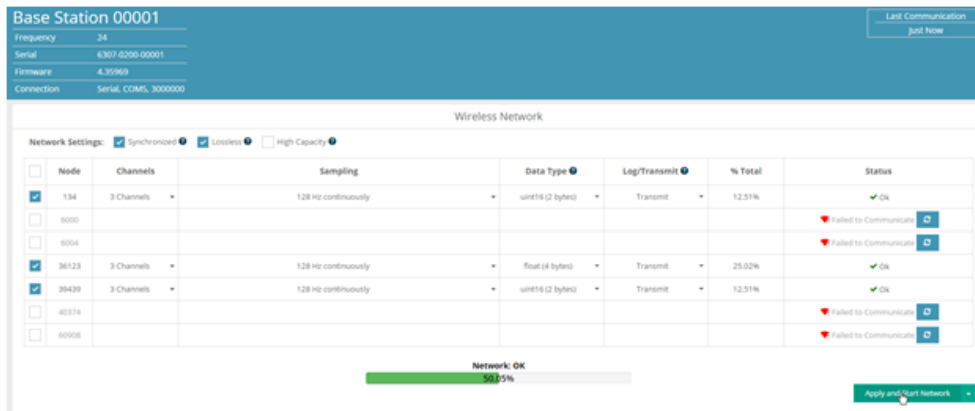 Base Station 00001
Last Communication
Just Now
Frequency 24
Serial 6307-0200-00001
Firmware 4.35969
Connection Serial, COM5, 3000000
Wireless Network
Network Settings: Synchronized Lossless High Capacity
Node Channels Sampling Data Type Log/Transmit % Total Status
134 3 Channels 128 Hz continuously uint16 (2 bytes) Transmit 12.51% Ok
6000 Failed to Communicate
6004 Failed to Communicate
36123 3 Channels 128 Hz continuously float (4 bytes) Transmit 25.02% Ok
39439 3 Channels 128 Hz continuously uint16 (2 bytes) Transmit 12.51% Ok
40374 Failed to Communicate
60908 Failed to Communicate
Network: OK
50.05%
Apply and Start Network